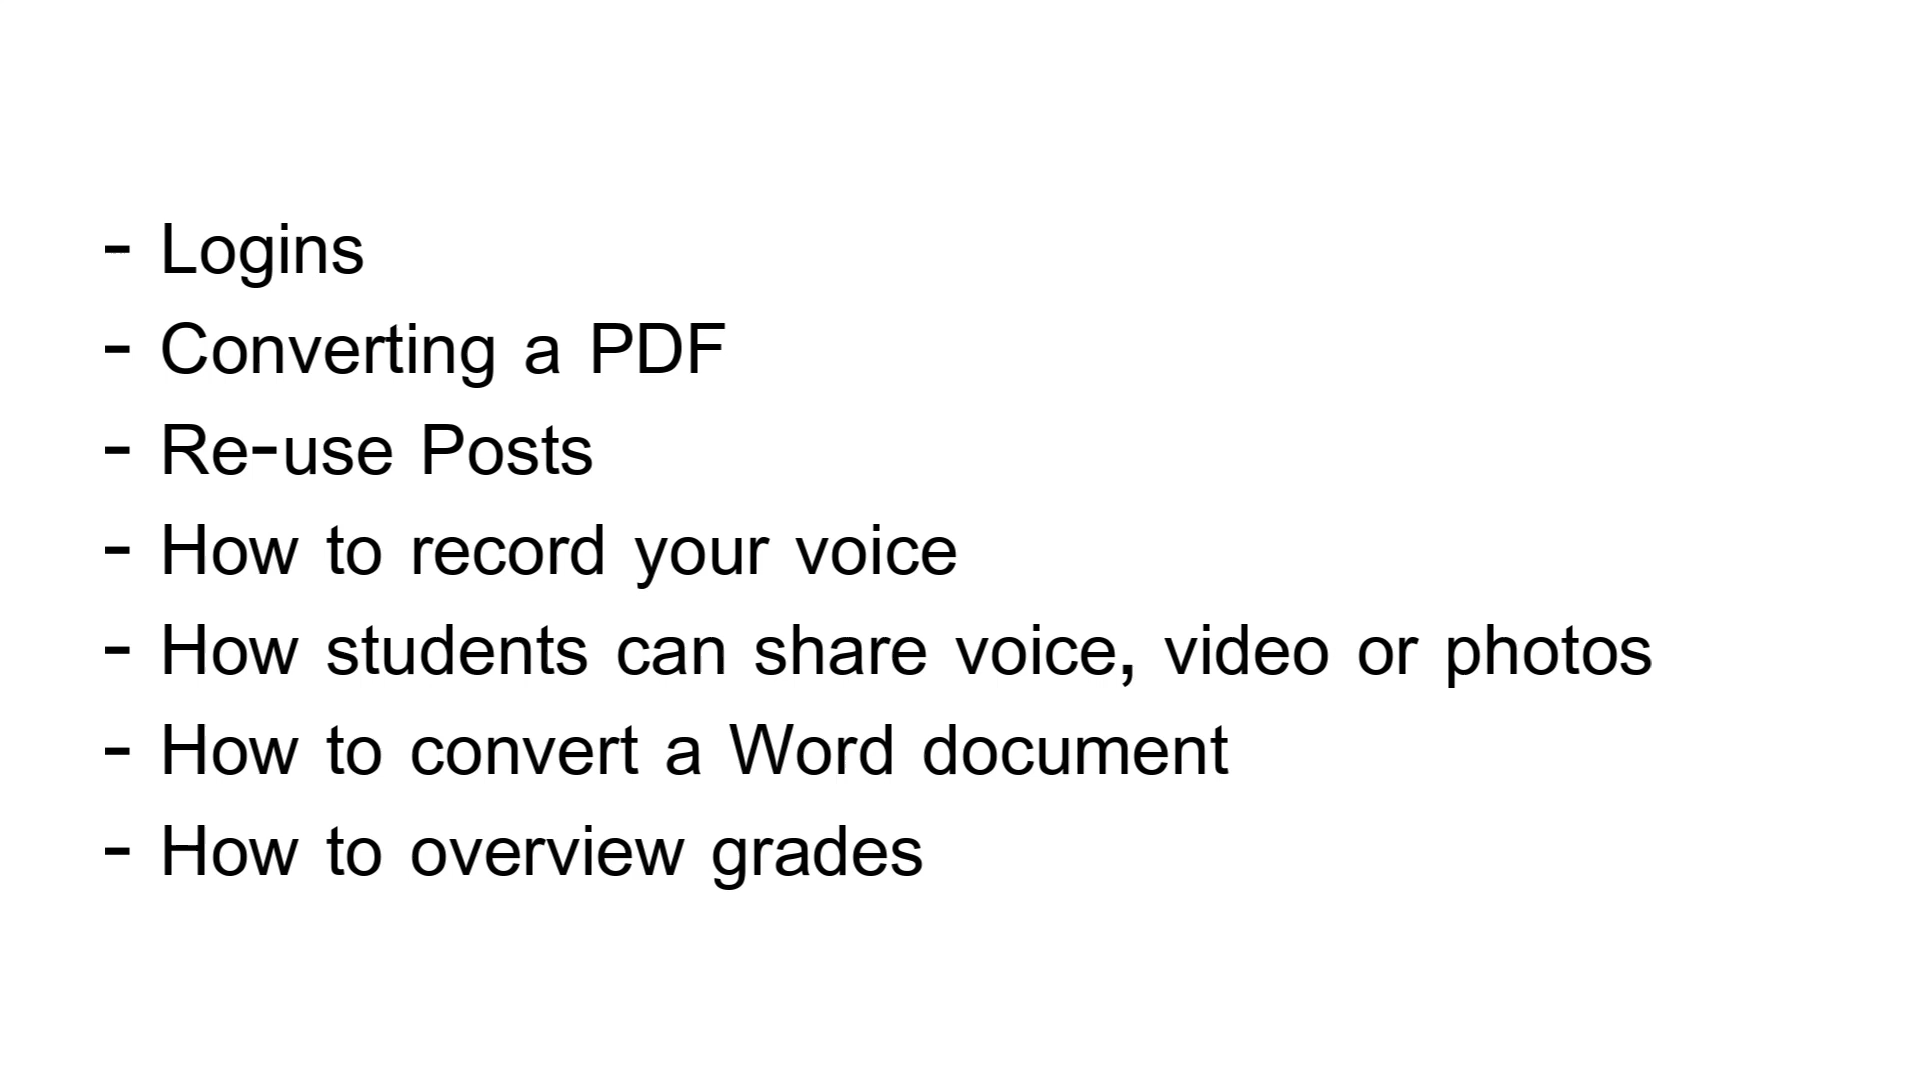 - Logins
- Converting a PDF
- Re-use Posts
- How to record your voice
- How students can share voice, video or photos
- How to convert a Word document
- How to overview grades